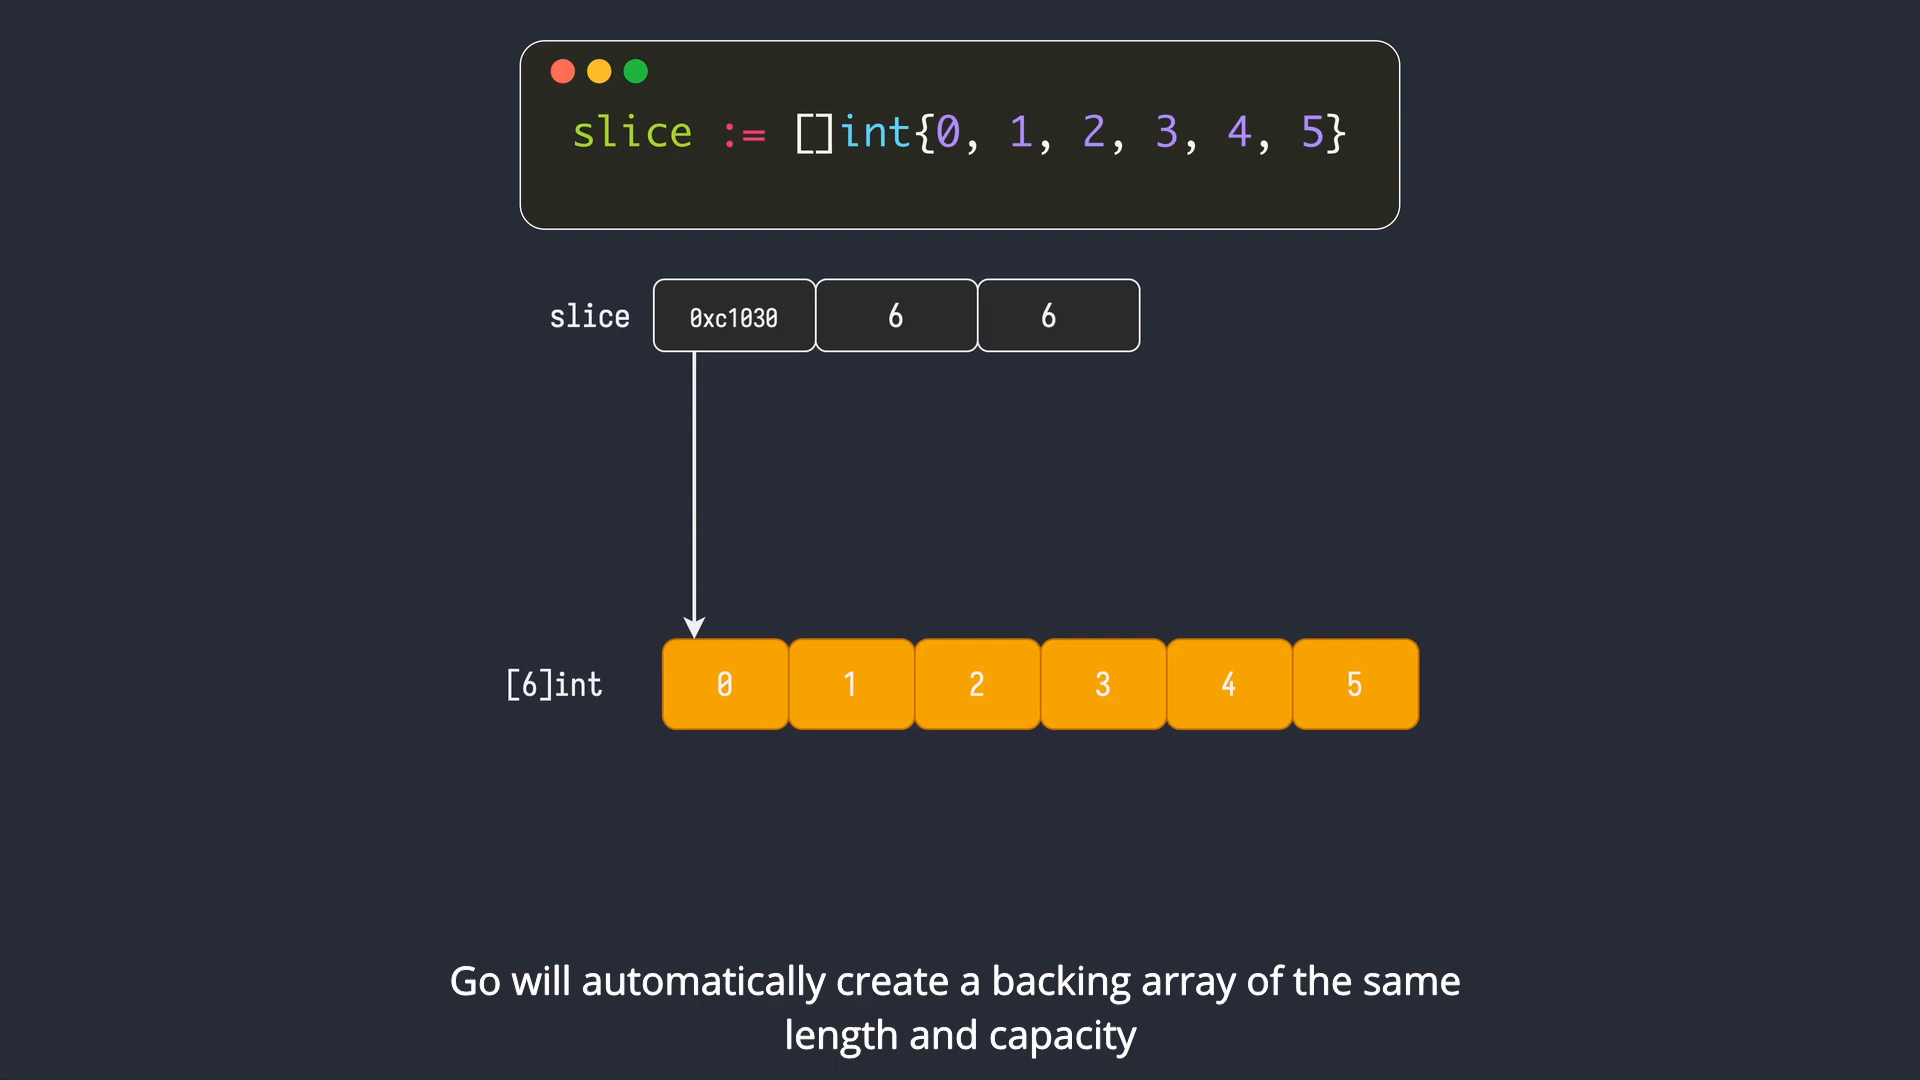 slice := []int{0, 1, 2, 3, 4, 5}
slice 0xc1030 6 6
[6]int 0 1 2 3 4 5
Go will automatically create a backing array of the same
length and capacity